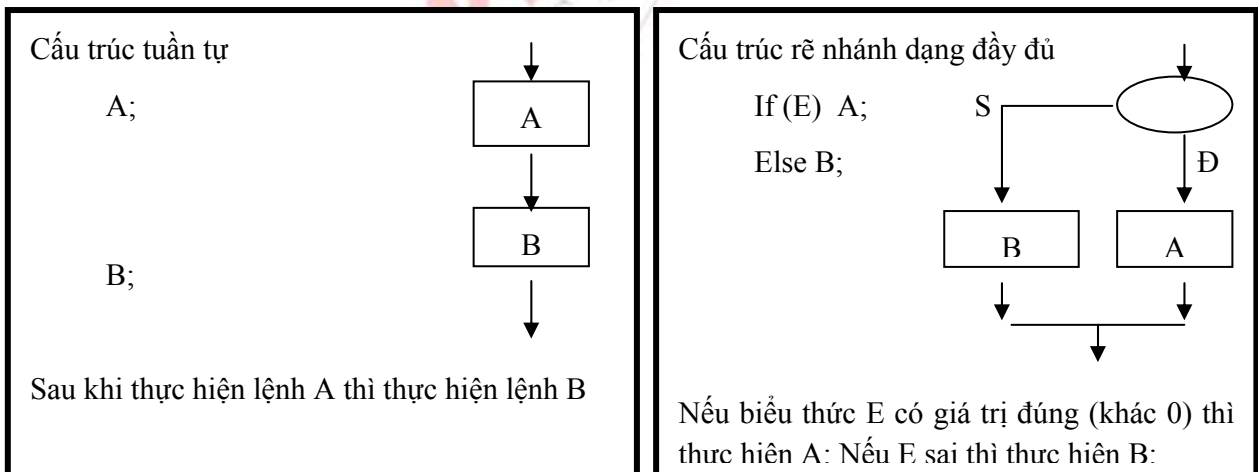 Cấu trúc tuần tự
A;
A
B
B;
Sau khi thực hiện lệnh A thì thực hiện lệnh B
Cấu trúc rẽ nhánh dạng đầy đủ
If (E) A;
S
Else B;
Đ
B
A
Nếu biểu thức E có giá trị đúng (khác 0) thì
thực hiện A; Nếu E sai thì thực hiện B;